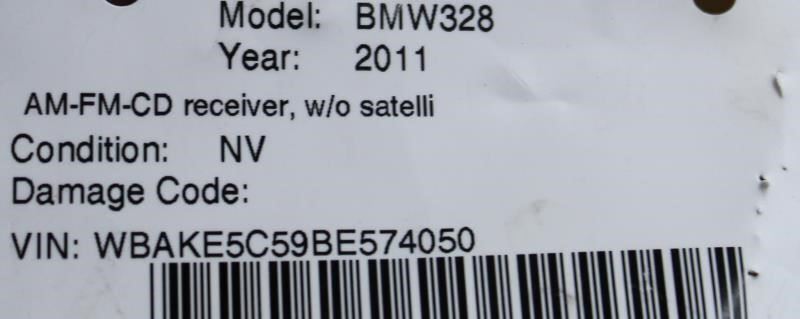 Model: BMW328
Year: 2011
AM-FM-CD receiver, w/o satelli
Condition: NV
Damage Code:
VIN: WBAKE5C59BE574050